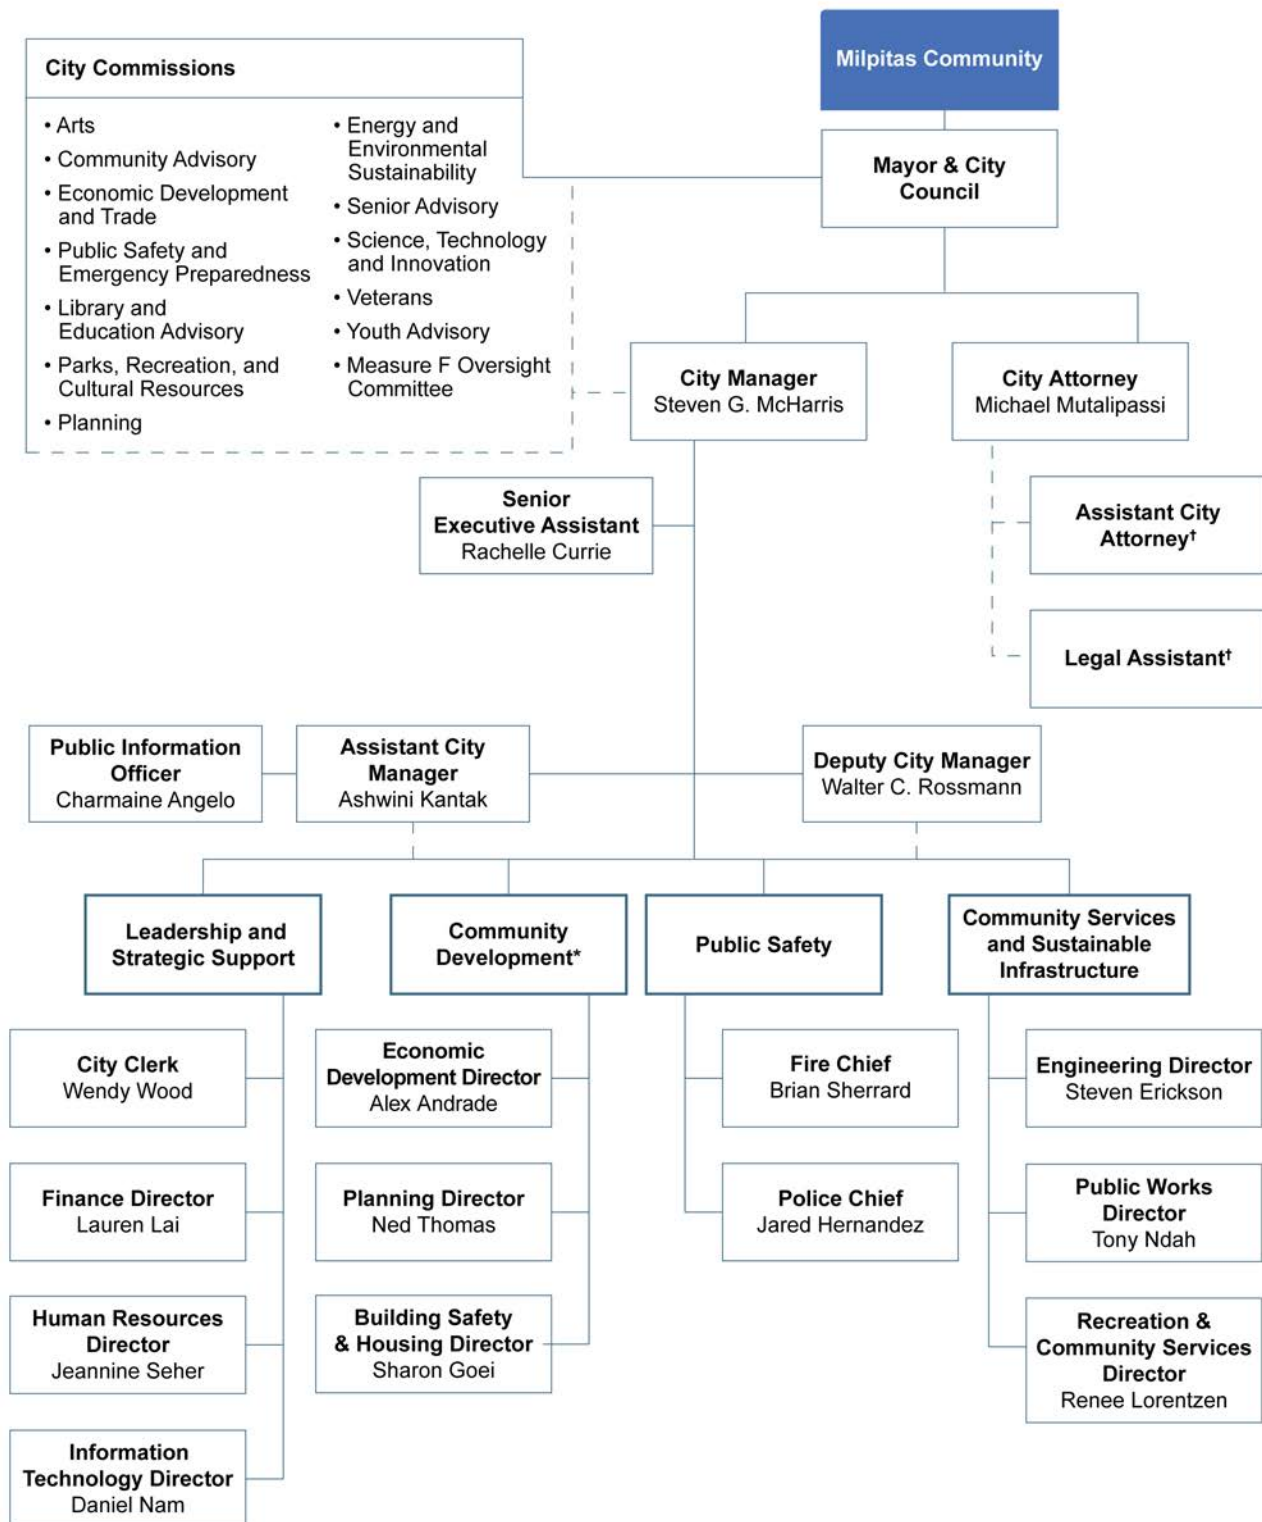 Milpitas Community
City Commissions
• Arts
• Community Advisory
• Economic Development
and Trade
• Public Safety and
Emergency Preparedness
• Library and
Education Advisory
• Parks, Recreation, and
Cultural Resources
• Planning
• Energy and
Environmental
Sustainability
• Senior Advisory
• Science, Technology
and Innovation
• Veterans
• Youth Advisory
• Measure F Oversight
Committee
Mayor & City
Council
City Manager
Steven G. McHarris
City Attorney
Michael Mutalipassi
Senior
Executive Assistant
Rachelle Currie
Assistant City
Attorney†
Legal Assistant†
Public Information
Officer
Charmaine Angelo
Assistant City
Manager
Ashwini Kantak
Deputy City Manager
Walter C. Rossmann
Leadership and
Strategic Support
Community
Development*
Public Safety
Community Services
and Sustainable
Infrastructure
City Clerk
Wendy Wood
Economic
Development Director
Alex Andrade
Fire Chief
Brian Sherrard
Engineering Director
Steven Erickson
Finance Director
Lauren Lai
Planning Director
Ned Thomas
Police Chief
Jared Hernandez
Public Works
Director
Tony Ndah
Human Resources
Director
Jeannine Seher
Building Safety
& Housing Director
Sharon Goei
Recreation &
Community Services
Director
Renee Lorentzen
Information
Technology Director
Daniel Nam